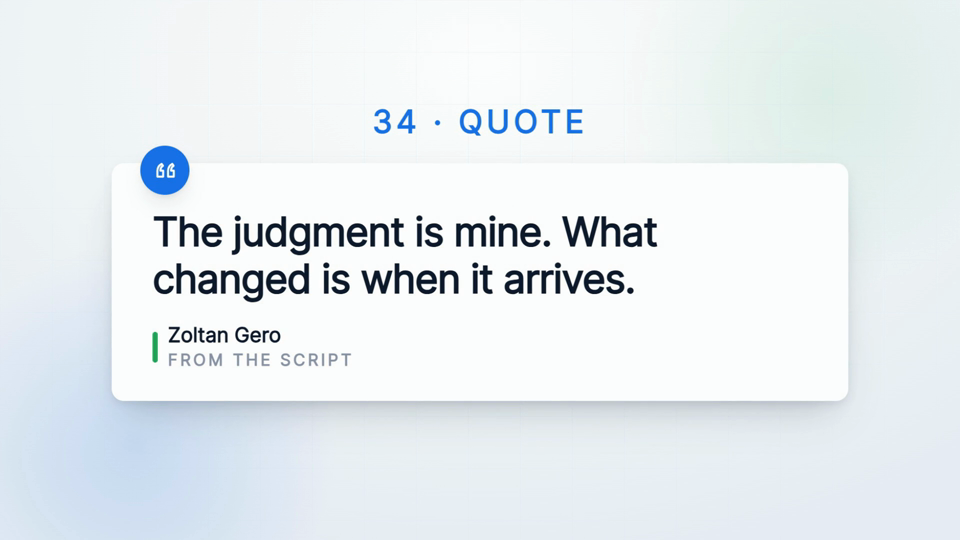 34 · QUOTE
The judgment is mine. What
changed is when it arrives.
Zoltan Gero
FROM THE SCRIPT